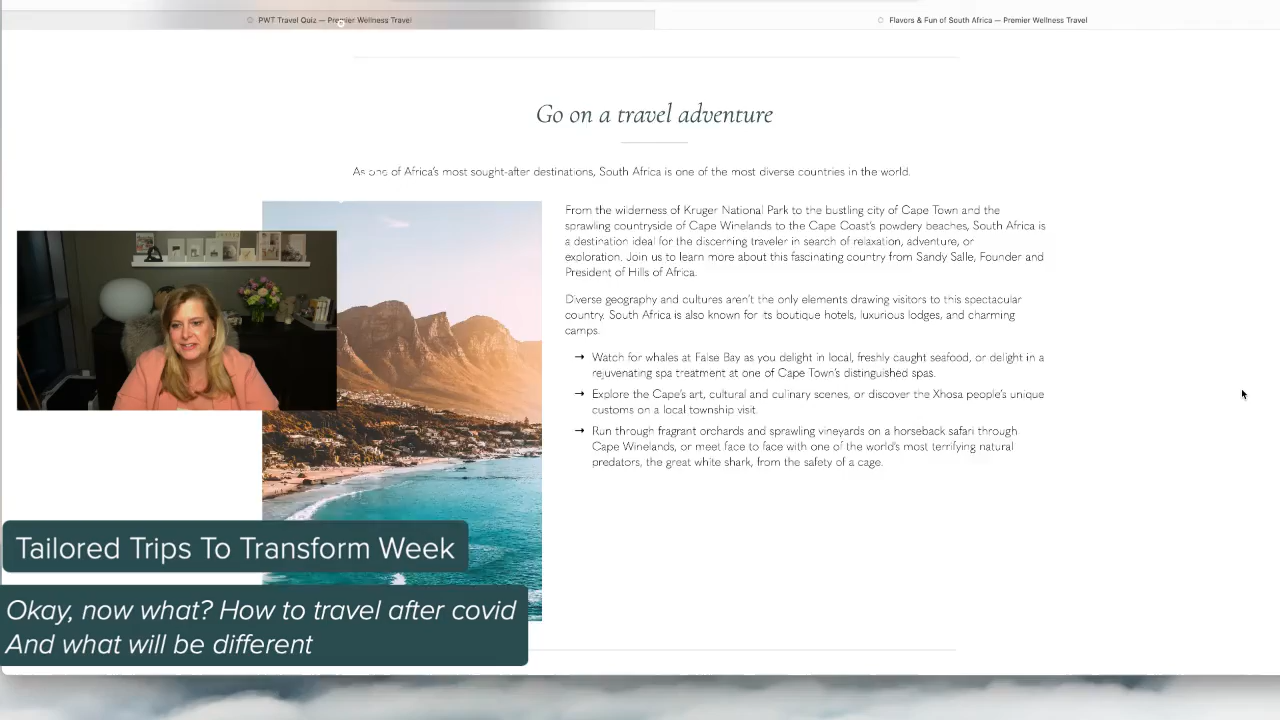 PWT Travel Quiz — Premier Wellness Travel
Flavors & Fun of South Africa — Premier Wellness Travel
Go on a travel adventure
As one of Africa's most sought-after destinations, South Africa is one of the most diverse countries in the world.
From the wilderness of Kruger National Park to the bustling city of Cape Town and the
sprawling countryside of Cape Winelands to the Cape Coast's powdery beaches, South Africa is
a destination ideal for the discerning traveler in search of relaxation, adventure, or
exploration. Join us to learn more about this fascinating country from Sandy Salle, Founder and
President of Hills of Africa.
Diverse geography and cultures aren't the only elements drawing visitors to this spectacular
country. South Africa is also known for its boutique hotels, luxurious lodges, and charming
camps.
→ Watch for whales at False Bay as you delight in local, freshly caught seafood, or delight in a
rejuvenating spa treatment at one of Cape Town's distinguished spas.
→ Explore the Cape's art, cultural and culinary scenes, or discover the Xhosa people's unique
customs on a local township visit.
→ Run through fragrant orchards and sprawling vineyards on a horseback safari through
Cape Winelands, or meet face to face with one of the world's most terrifying natural
predators, the great white shark, from the safety of a cage.
Tailored Trips To Transform Week
Okay, now what? How to travel after covid
And what will be different